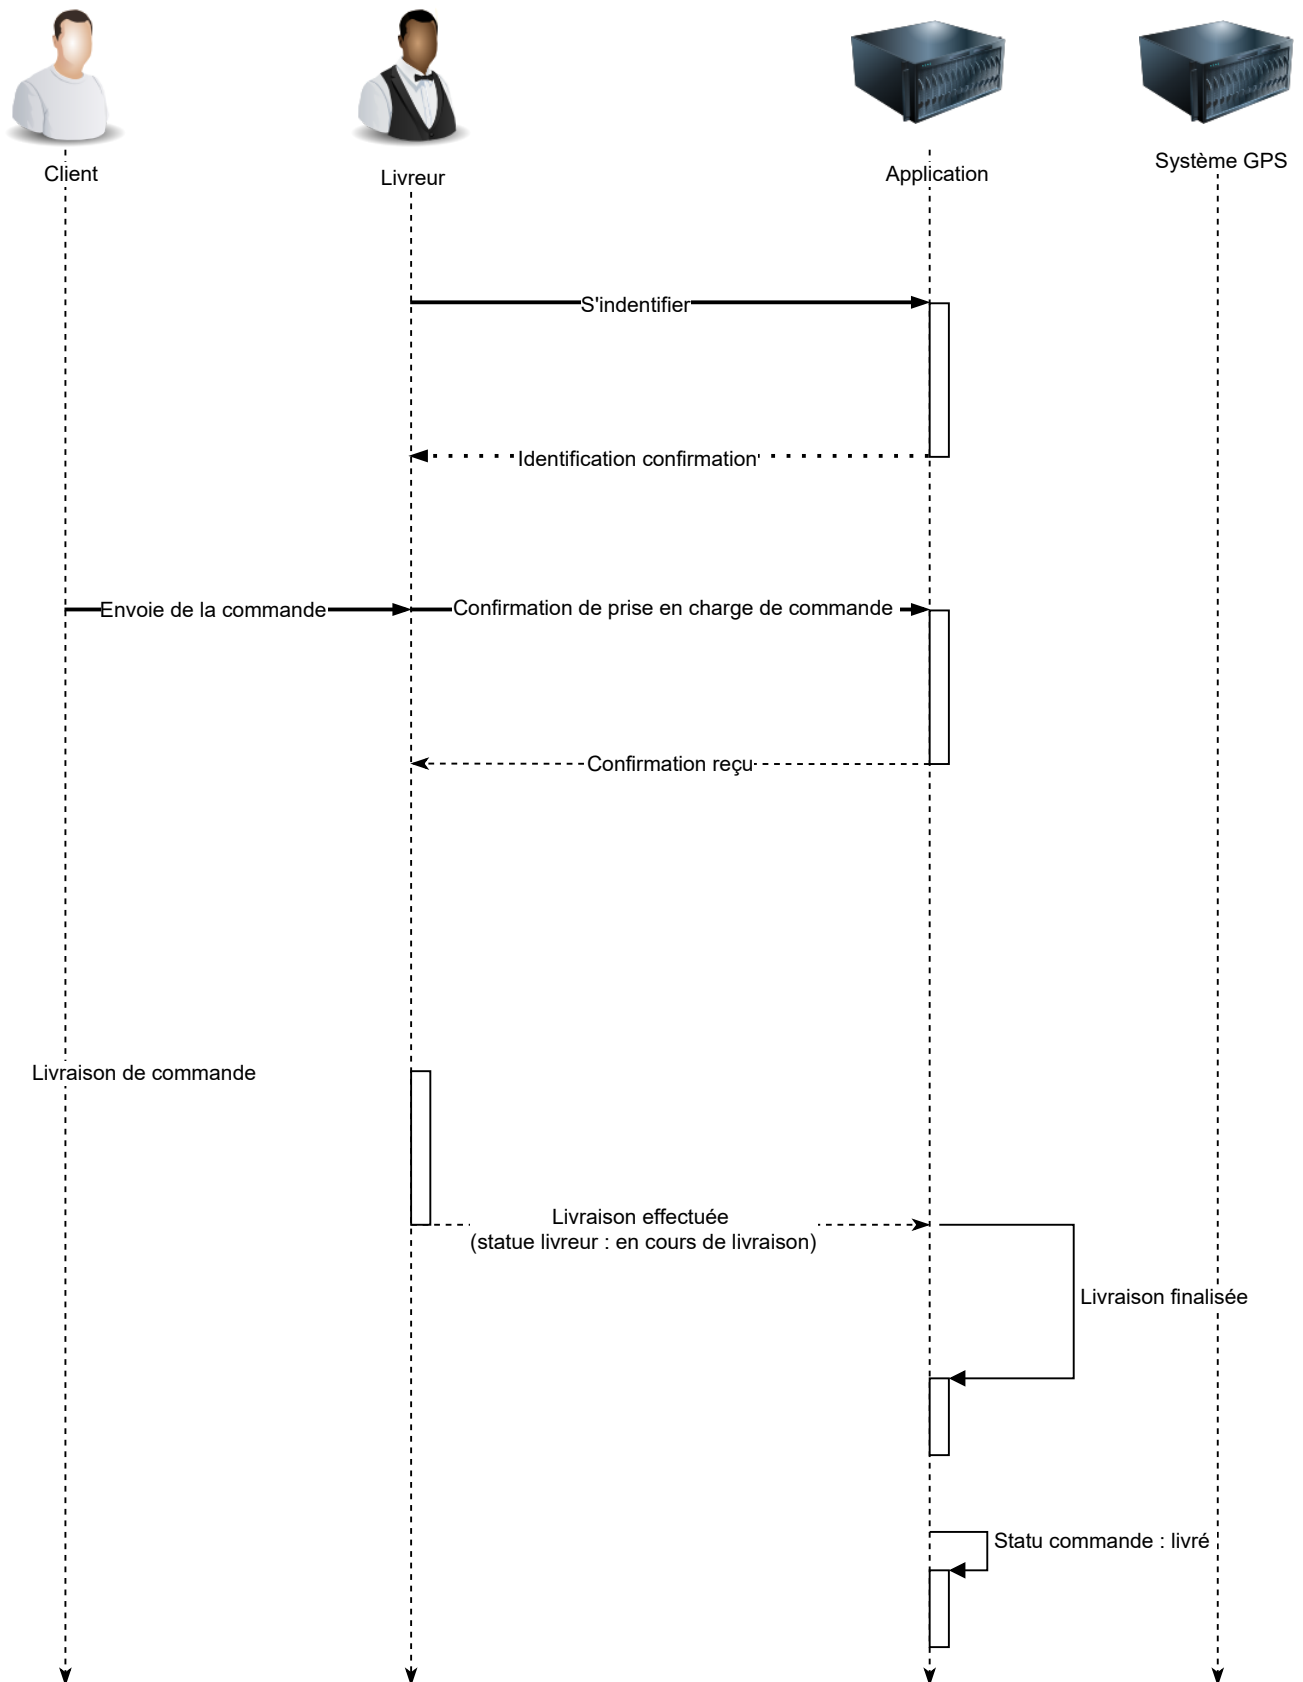 Client
Livreur
Application
Système GPS
S'indentifier
Identification confirmation
Envoie de la commande
Confirmation de prise en charge de commande
Confirmation reçu
Livraison de commande
Livraison effectuée
(statue livreur : en cours de livraison)
Livraison finalisée
Statu commande : livré